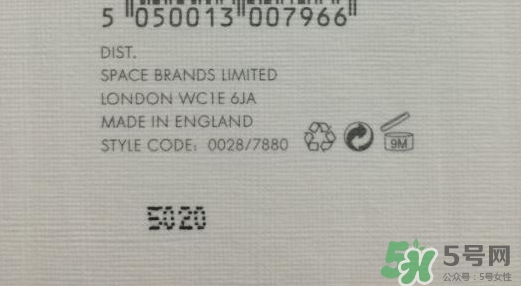 5 050013 007966
DIST.
SPACE BRANDS LIMITED
LONDON WC1E 6JA
MADE IN ENGLAND
STYLE CODE: 0028/7880
9M
5020
5H 5号网
公众号:5号女性